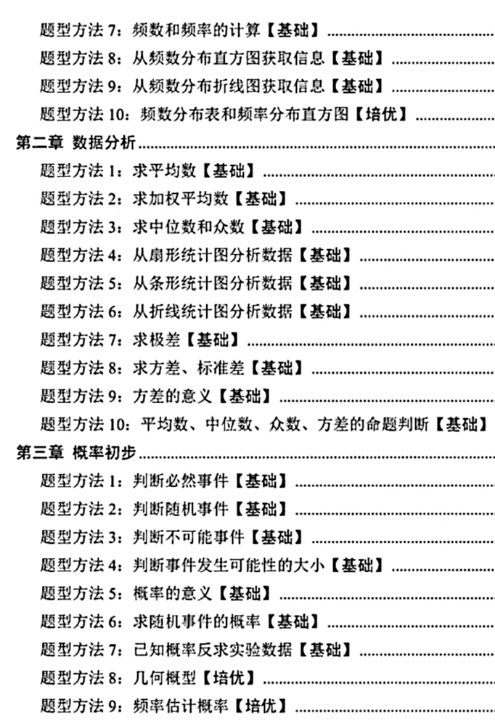 题型方法 7：频数和频率的计算【基础】
题型方法 8：从频数分布直方图获取信息【基础】
题型方法 9：从频数分布折线图获取信息【基础】
题型方法 10：频数分布表和频率分布直方图【培优】
第二章 数据分析
题型方法 1：求平均数【基础】
题型方法 2：求加权平均数【基础】
题型方法 3：求中位数和众数【基础】
题型方法 4：从扇形统计图分析数据【基础】
题型方法 5：从条形统计图分析数据【基础】
题型方法 6：从折线统计图分析数据【基础】
题型方法 7：求极差【基础】
题型方法 8：求方差、标准差【基础】
题型方法 9：方差的意义【基础】
题型方法 10：平均数、中位数、众数、方差的命题判断【基础】
第三章 概率初步
题型方法 1：判断必然事件【基础】
题型方法 2：判断随机事件【基础】
题型方法 3：判断不可能事件【基础】
题型方法 4：判断事件发生可能性的大小【基础】
题型方法 5：概率的意义【基础】
题型方法 6：求随机事件的概率【基础】
题型方法 7：已知概率反求实验数据【基础】
题型方法 8：几何概型【培优】
题型方法 9：频率估计概率【培优】